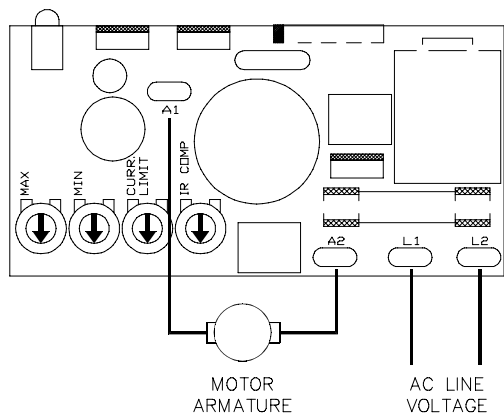 A1
MAX
MIN
CURR.
LIMIT
IR COMP
A2
L1
L2
MOTOR
ARMATURE
AC LINE
VOLTAGE